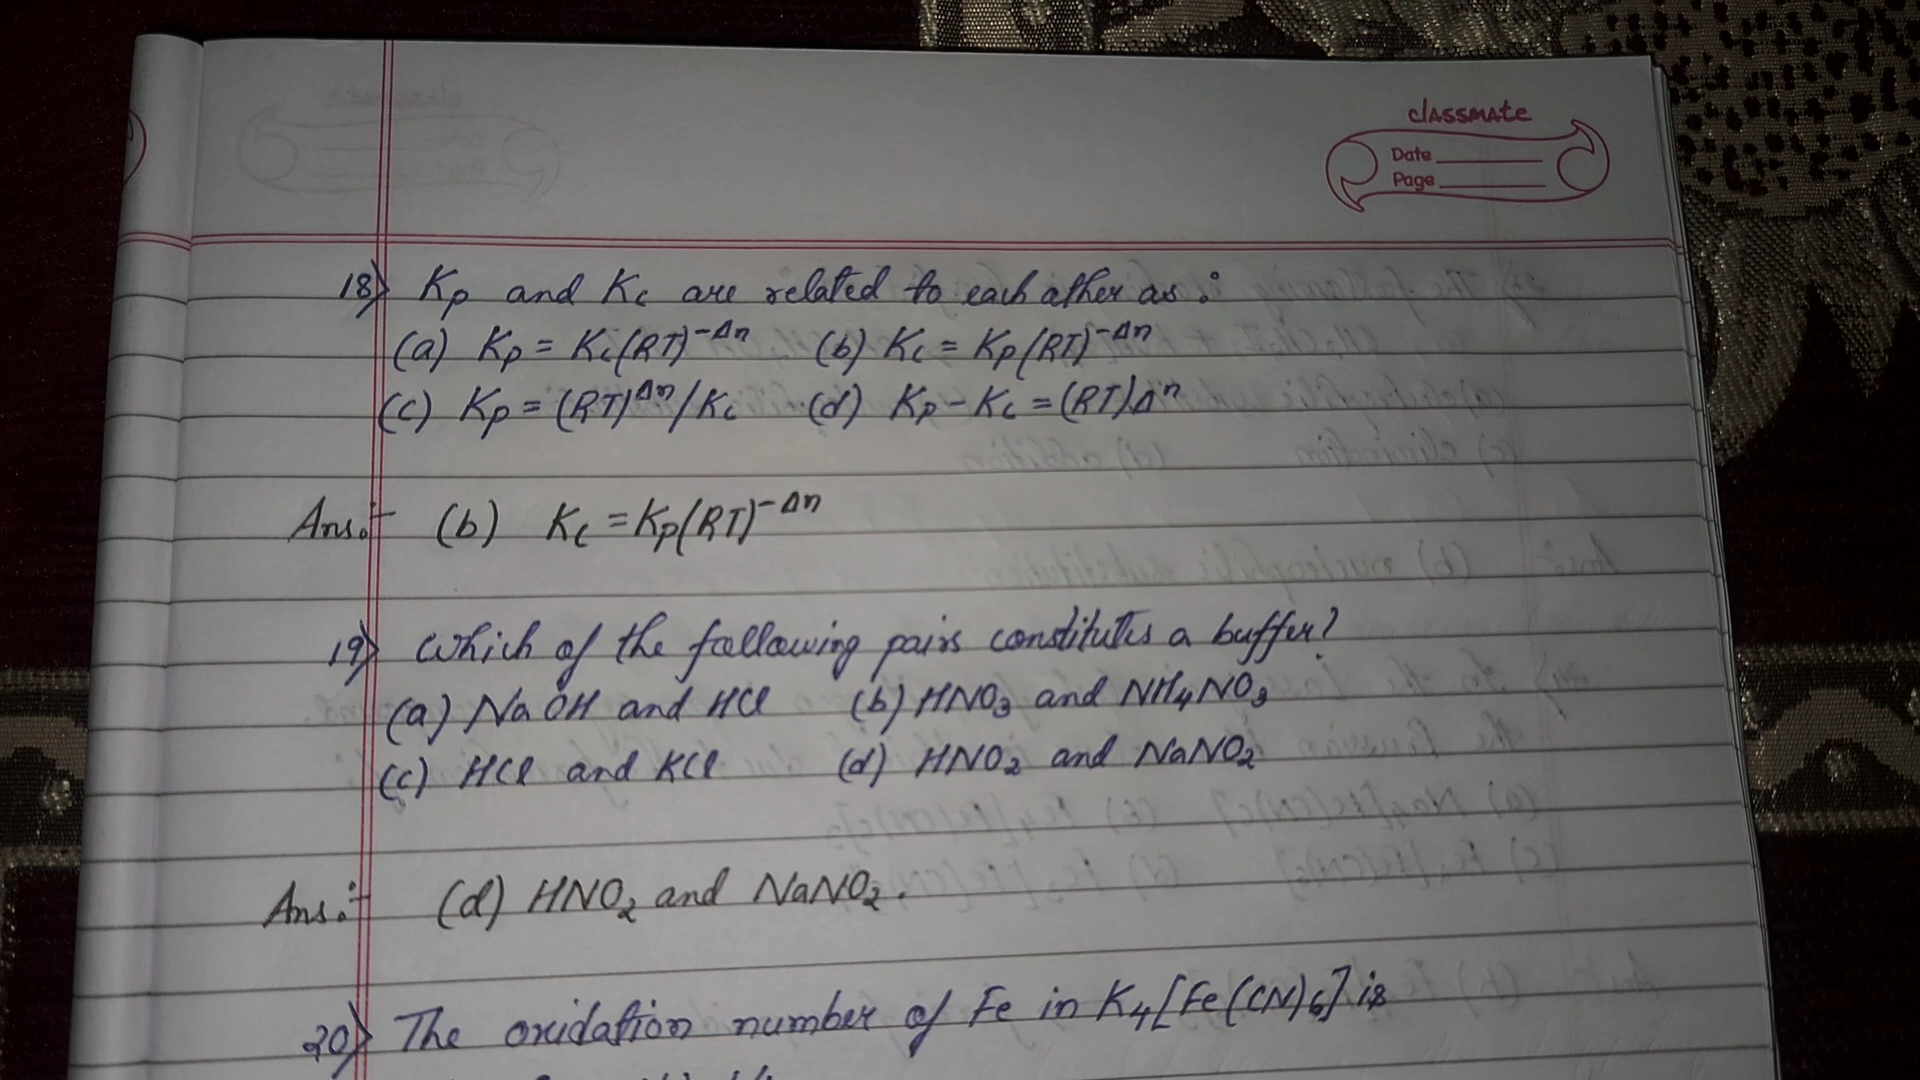 classmate
Date
Page
18) Kp and Kc are related to each other as :
(a) Kp = Kc(RT)^-Δn (b) Kc = Kp(RT)^-Δn
(c) Kp = (RT)^Δn/Kc (d) Kp - Kc = (RT)Δ^n
Ans:- (b) Kc = Kp(RT)^-Δn
19) Which of the following pairs constitutes a buffer?
(a) NaOH and HCl (b) HNO₃ and NH₄NO₃
(c) HCl and KCl (d) HNO₂ and NaNO₂
Ans:- (d) HNO₂ and NaNO₂.
20) The oxidation number of Fe in K₄[Fe(CN)6] is